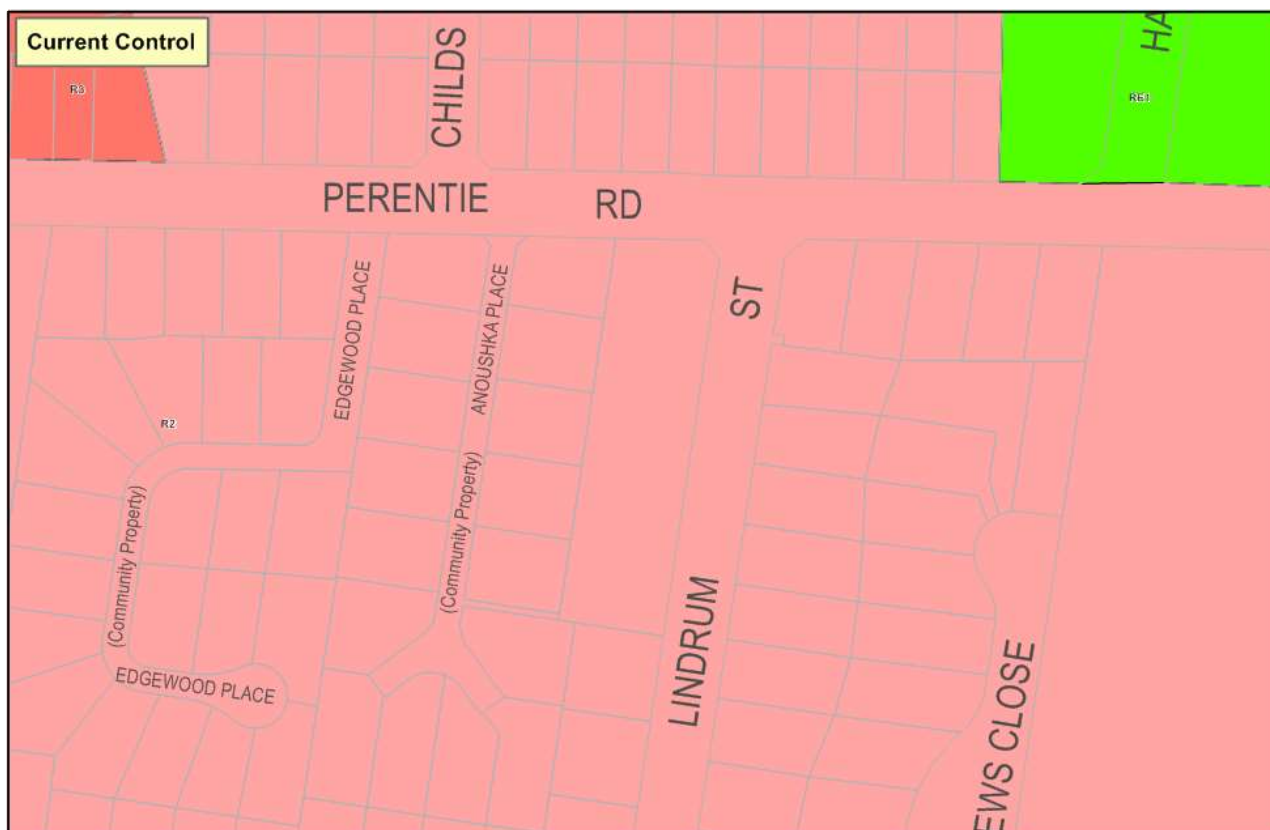 Current Control
R3
CHILDS
HA
PERENTIE RD
EDGEWOOD PLACE
ANOUSHKA PLACE
ST
R2
(Community Property)
(Community Property)
EDGEWOOD PLACE
LINDRUM
EWS CLOSE